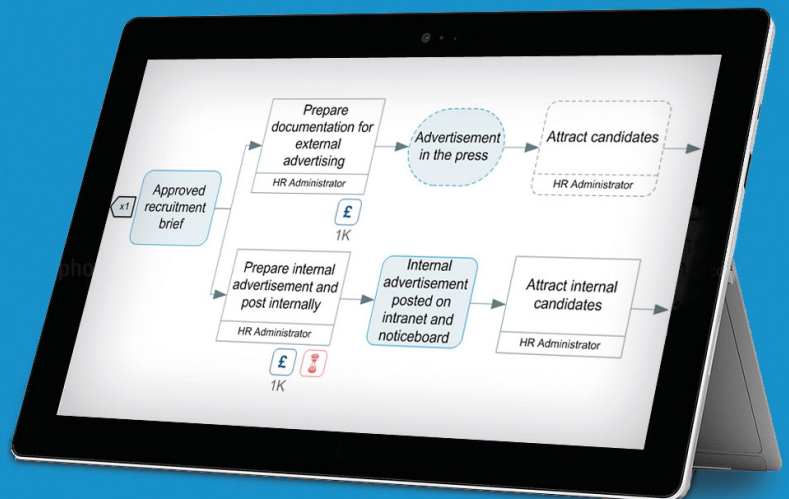 x1
Approved
recruitment
brief
Prepare
documentation for
external
advertising
HR Administrator
£
1K
Advertisement
in the press
Attract candidates
HR Administrator
Prepare internal
advertisement and
post internally
HR Administrator
£
1K
Internal
advertisement
posted on
intranet and
noticeboard
Attract internal
candidates
HR Administrator